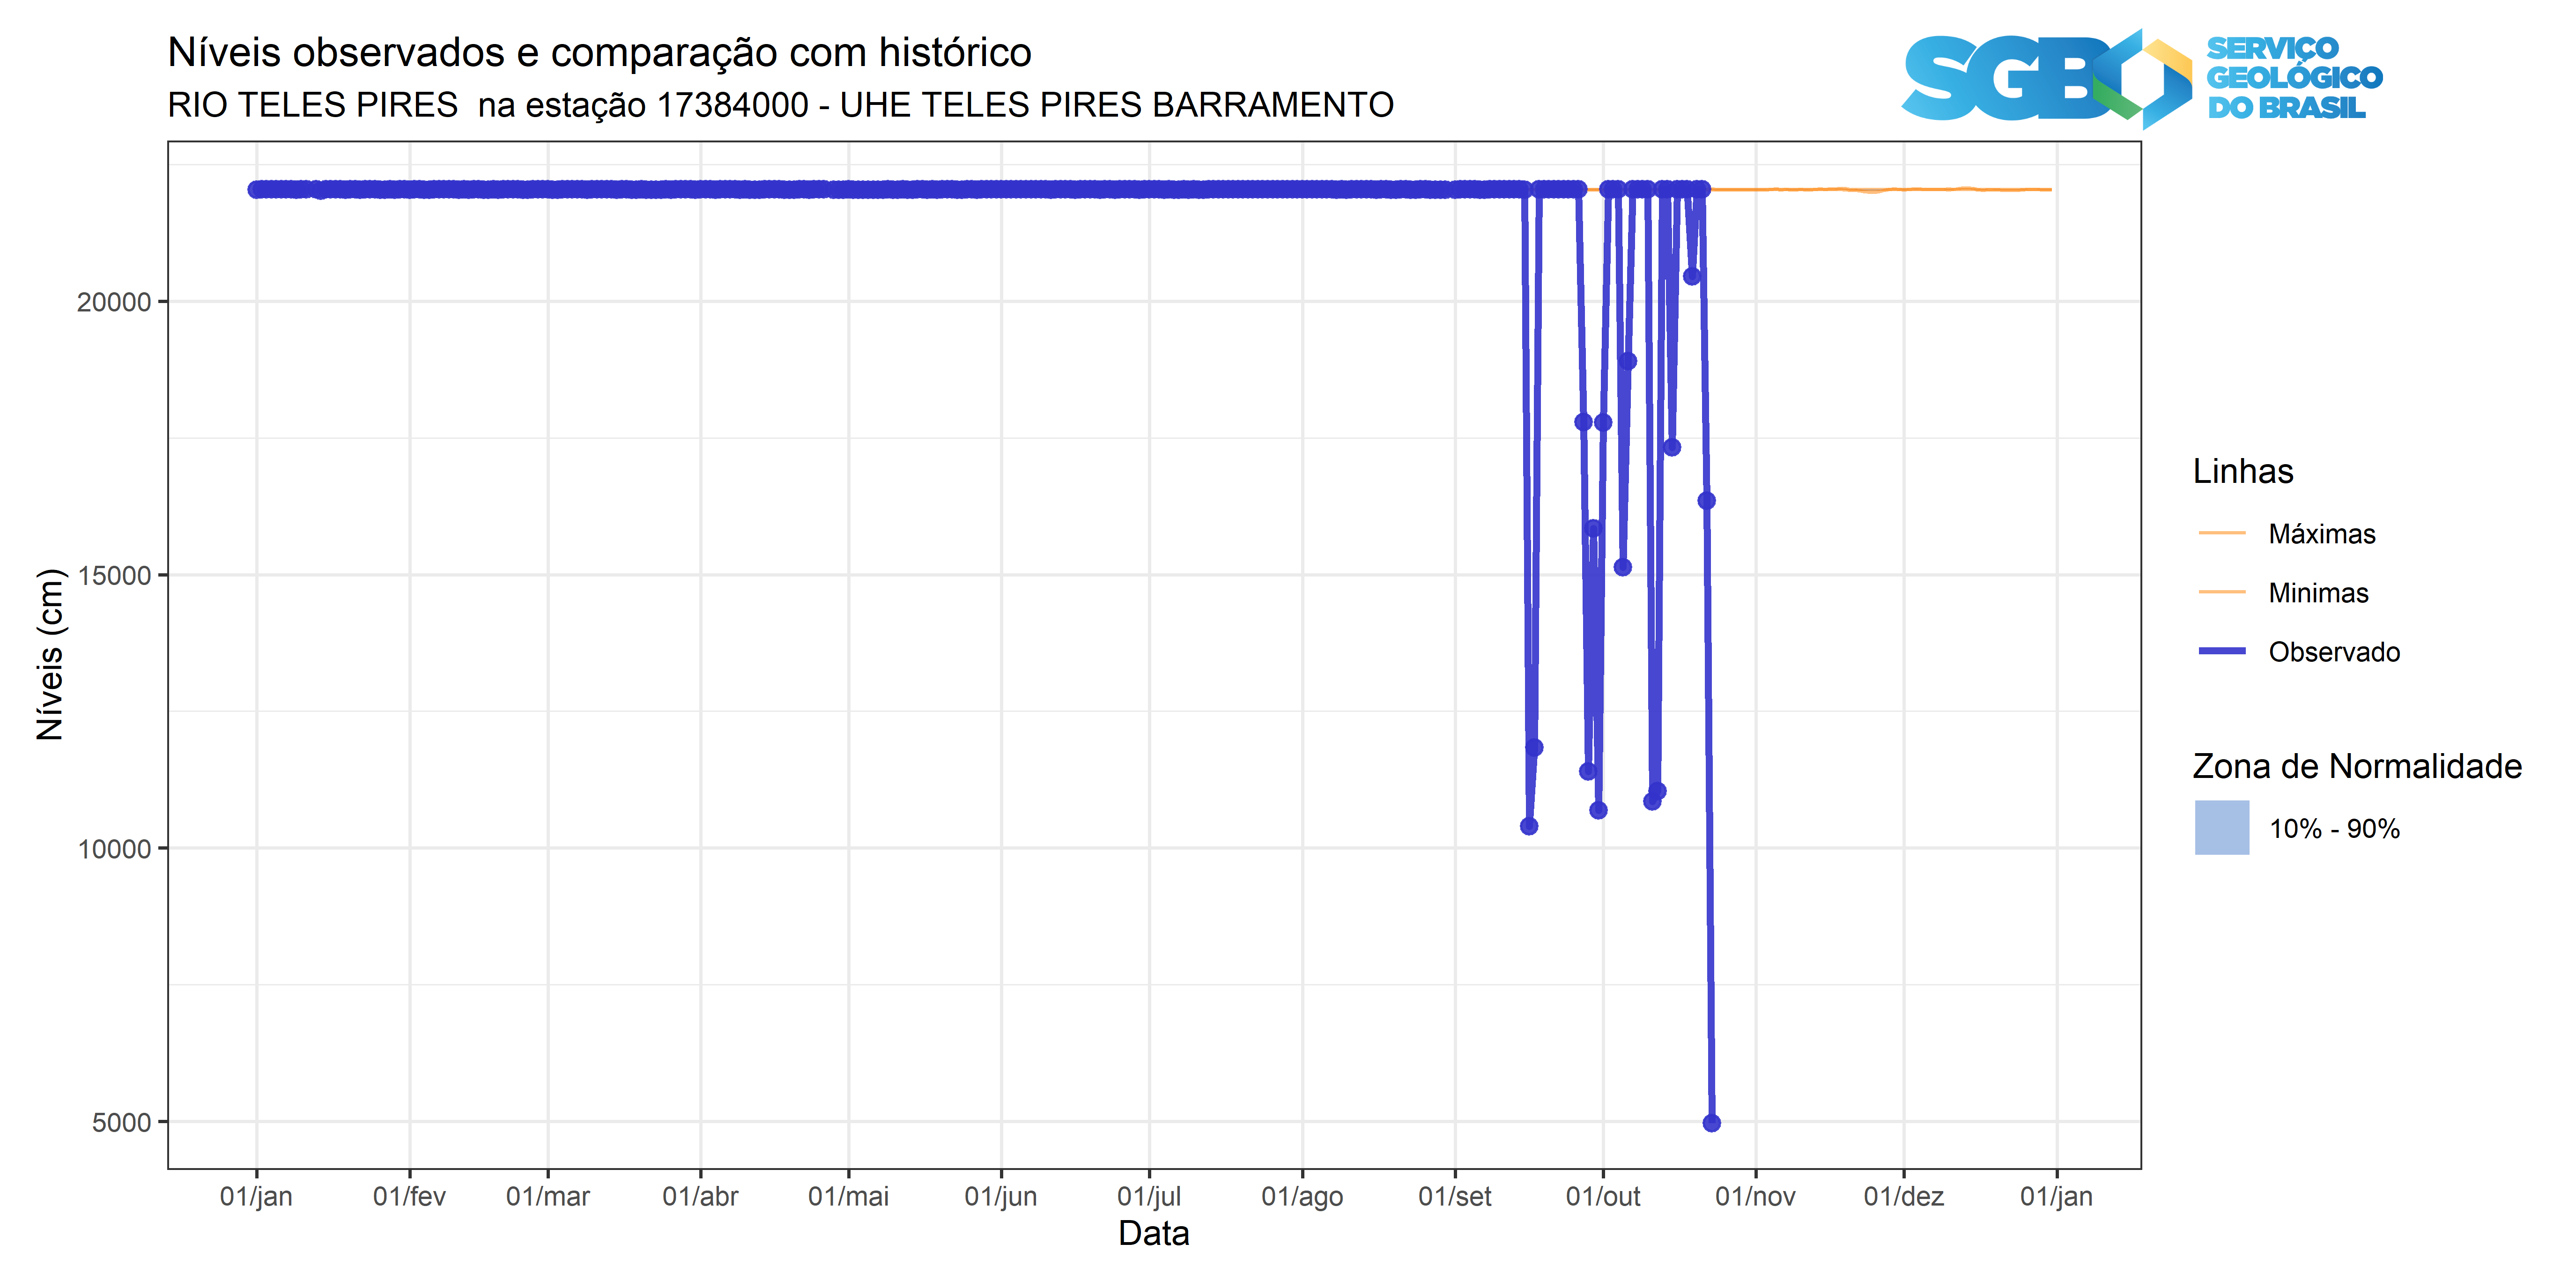 Níveis observados e comparação com histórico
RIO TELES PIRES  na estação 17384000 - UHE TELES PIRES BARRAMENTO
SGB
SERVIÇO
GEOLÓGICO
DO BRASIL
Níveis (cm)
20000
15000
10000
5000
01/jan
01/fev
01/mar
01/abr
01/mai
01/jun
01/jul
01/ago
01/set
01/out
01/nov
01/dez
01/jan
Data
Linhas
Máximas
Minimas
Observado
Zona de Normalidade
10% - 90%